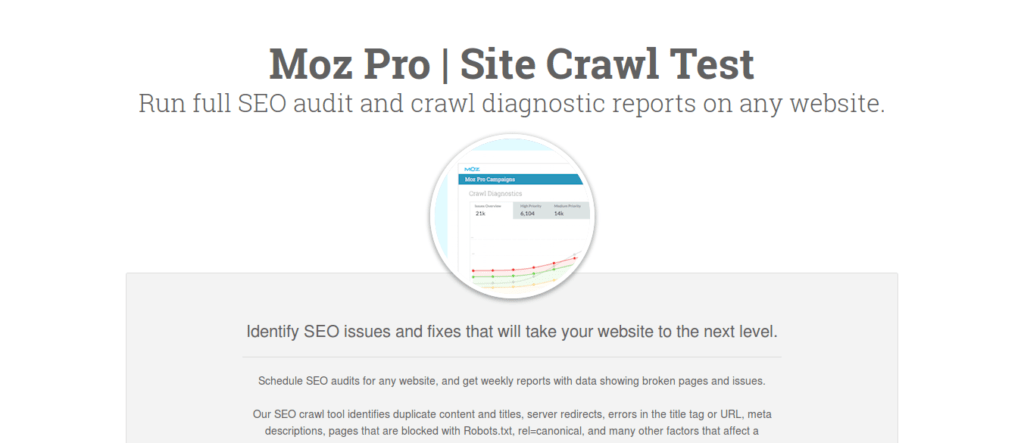 Moz Pro | Site Crawl Test
Run full SEO audit and crawl diagnostic reports on any website.
MOZ
Moz Pro Campaigns
Crawl Diagnostics
Issues Overview
High Priority
Medium Priority
21k
6,104
14k
Identify SEO issues and fixes that will take your website to the next level.
Schedule SEO audits for any website, and get weekly reports with data showing broken pages and issues.
Our SEO crawl tool identifies duplicate content and titles, server redirects, errors in the title tag or URL, meta
descriptions, pages that are blocked with Robots.txt, rel=canonical, and many other factors that affect a